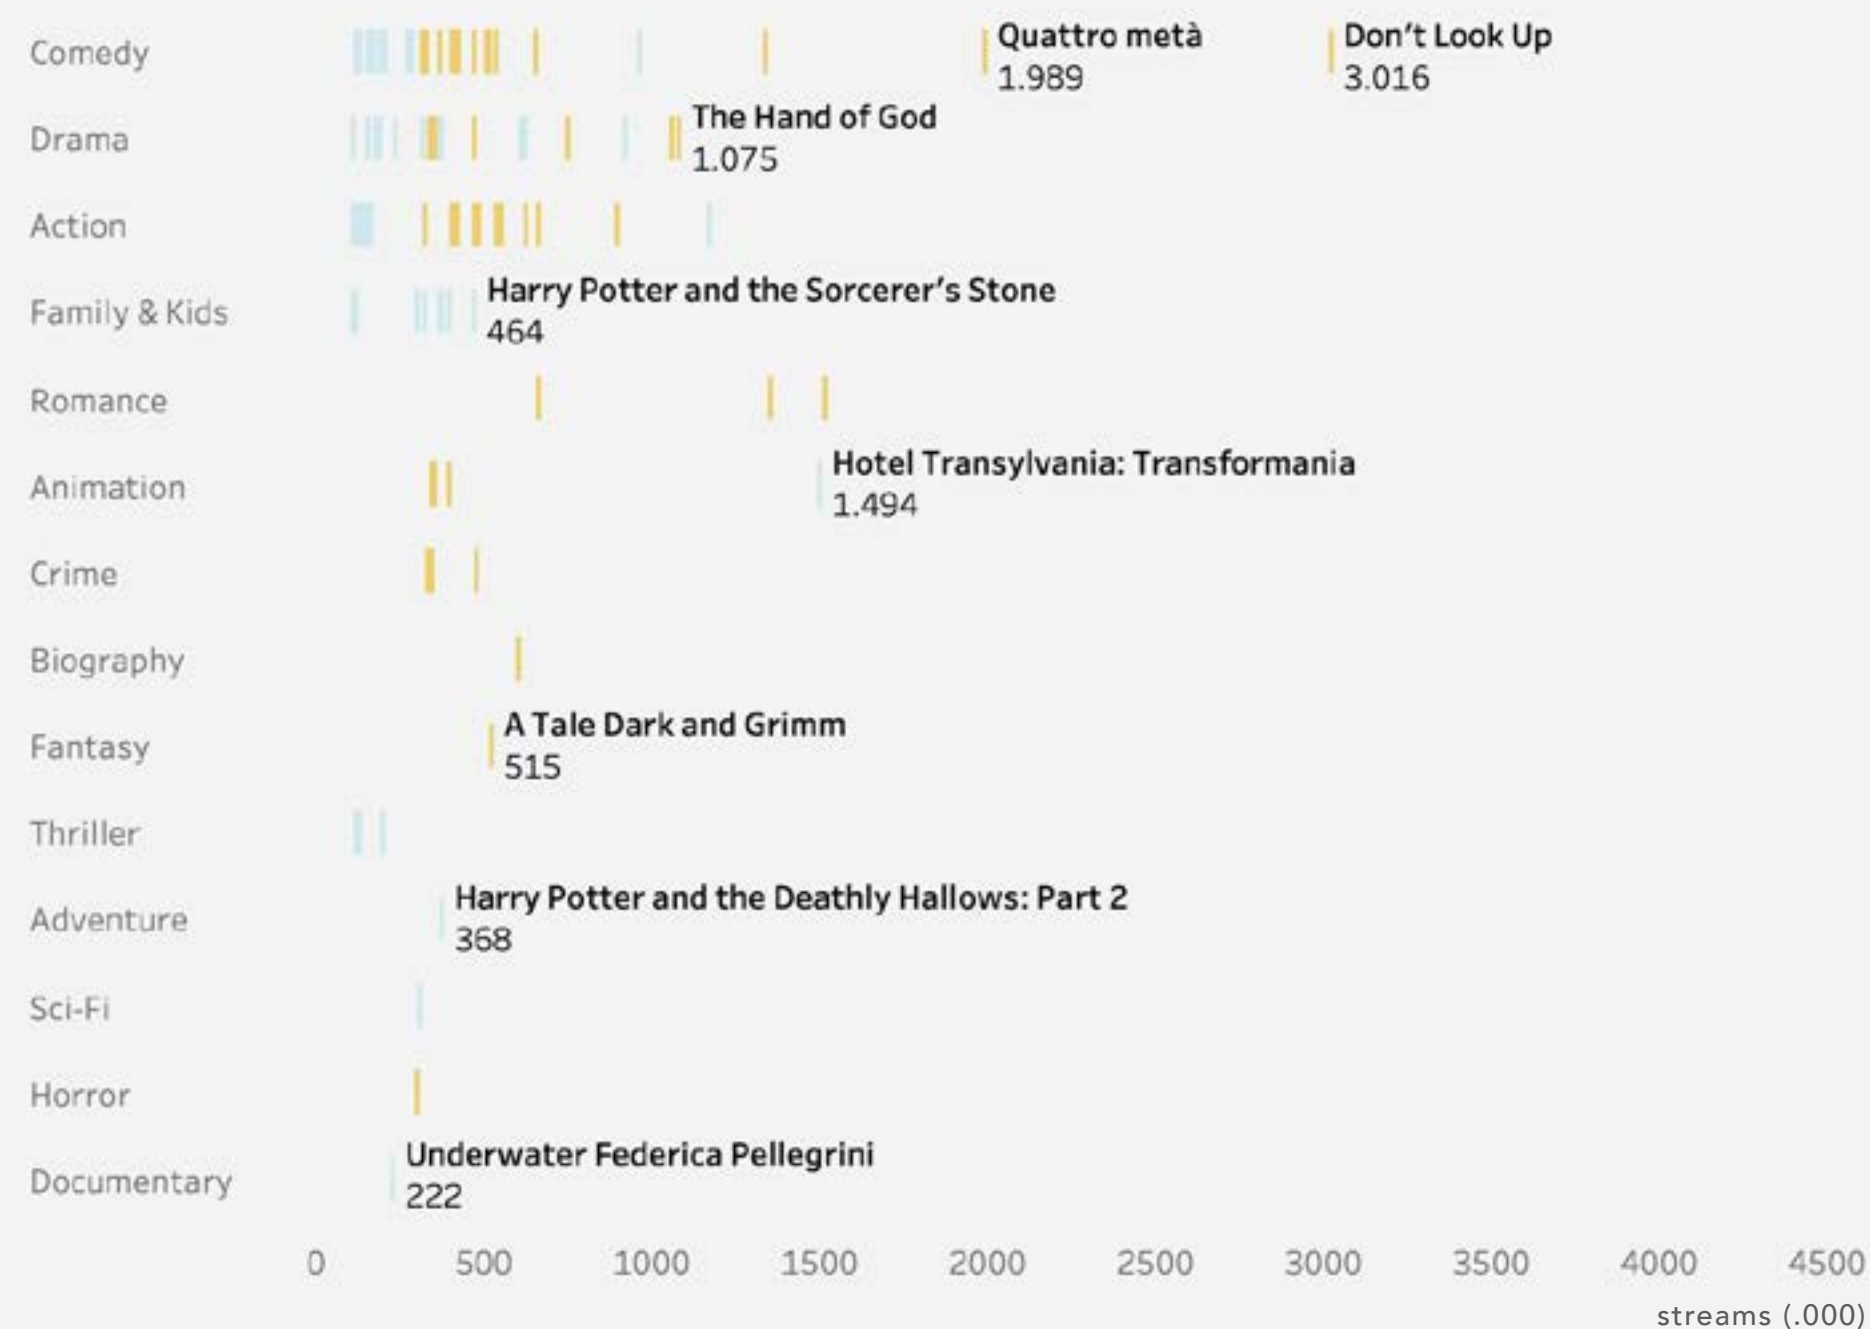 Comedy
Quattro metà
1.989
Don't Look Up
3.016
Drama
The Hand of God
1.075
Action
Family & Kids
Harry Potter and the Sorcerer's Stone
464
Romance
Animation
Hotel Transylvania: Transformania
1.494
Crime
Biography
Fantasy
A Tale Dark and Grimm
515
Thriller
Adventure
Harry Potter and the Deathly Hallows: Part 2
368
Sci-Fi
Horror
Documentary
Underwater Federica Pellegrini
222
0 500 1000 1500 2000 2500 3000 3500 4000 4500
streams (.000)